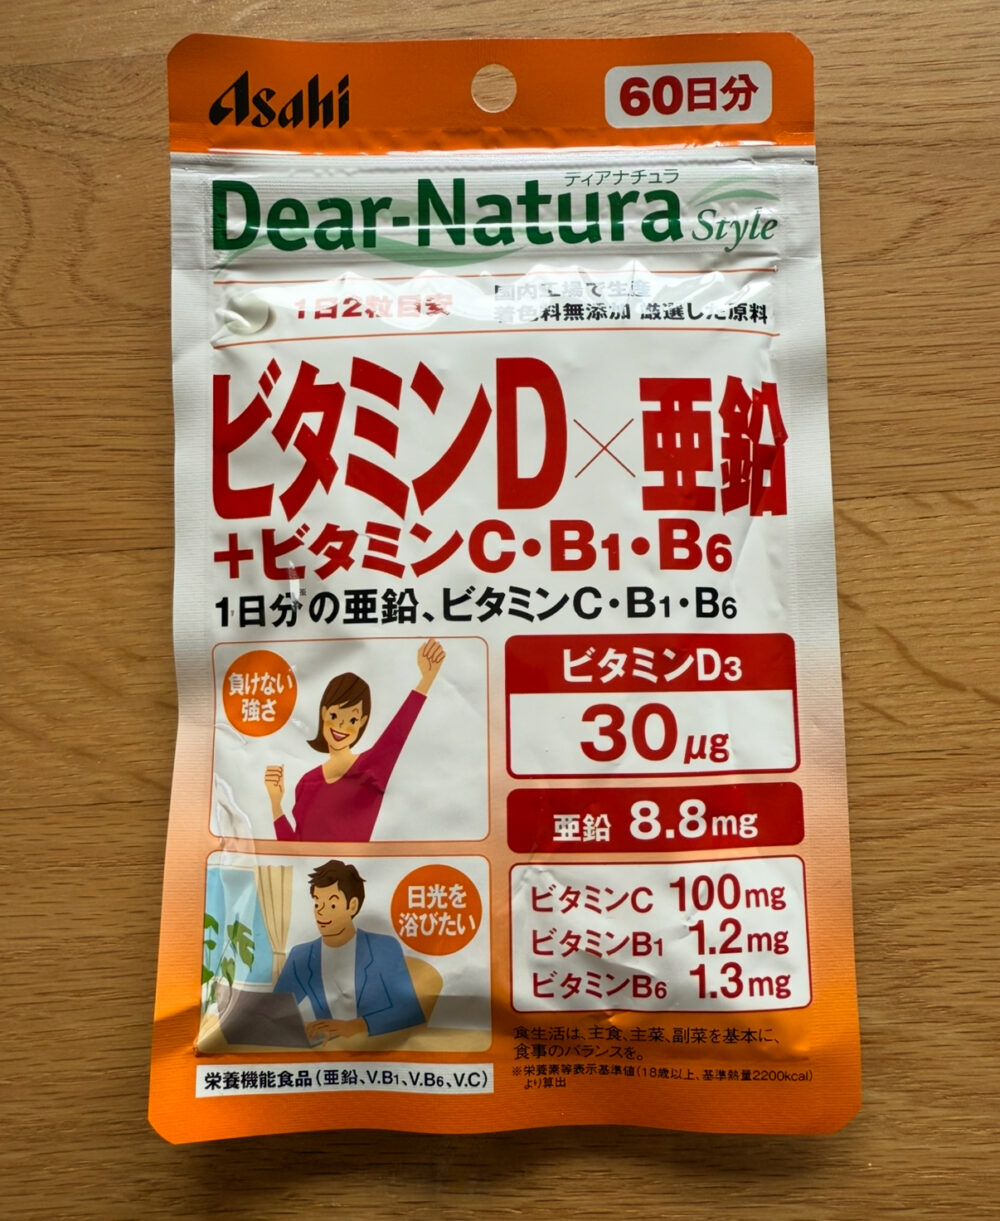 Asahi
60日分
ディアナチュラ
Dear-Natura Style
1日2粒目安
国内工場で生産
着色料無添加 厳選した原料
ビタミンD×亜鉛
+ビタミンC・B1・B6
1日分※の亜鉛、ビタミンC・B1・B6
負けない
強さ
ビタミンD3
30μg
亜鉛 8.8mg
日光を
浴びたい
ビタミンC 100mg
ビタミンB1 1.2mg
ビタミンB6 1.3mg
食生活は、主食、主菜、副菜を基本に、
食事のバランスを。
※栄養素等表示基準値(18歳以上、基準熱量2200kcal)
より算出
栄養機能食品(亜鉛、V.B1、V.B6、V.C)